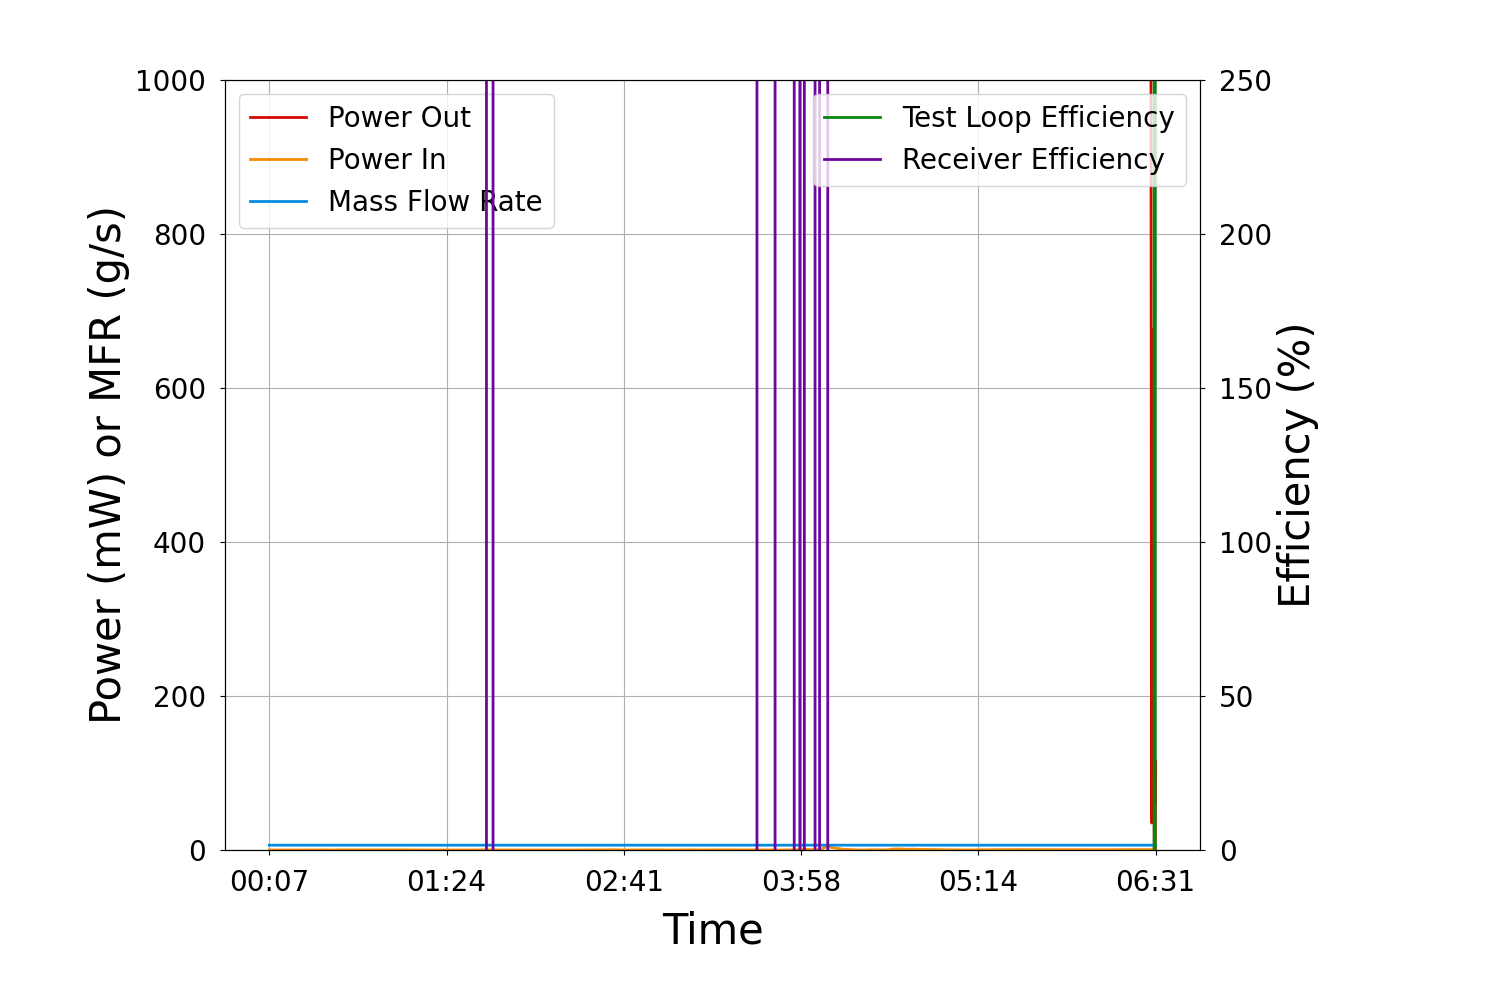 Power Out
Power In
Mass Flow Rate
Test Loop Efficiency
Receiver Efficiency
1000
800
600
400
200
0
Power (mW) or MFR (g/s)
250
200
150
100
50
0
Efficiency (%)
00:07 01:24 02:41 03:58 05:14 06:31
Time